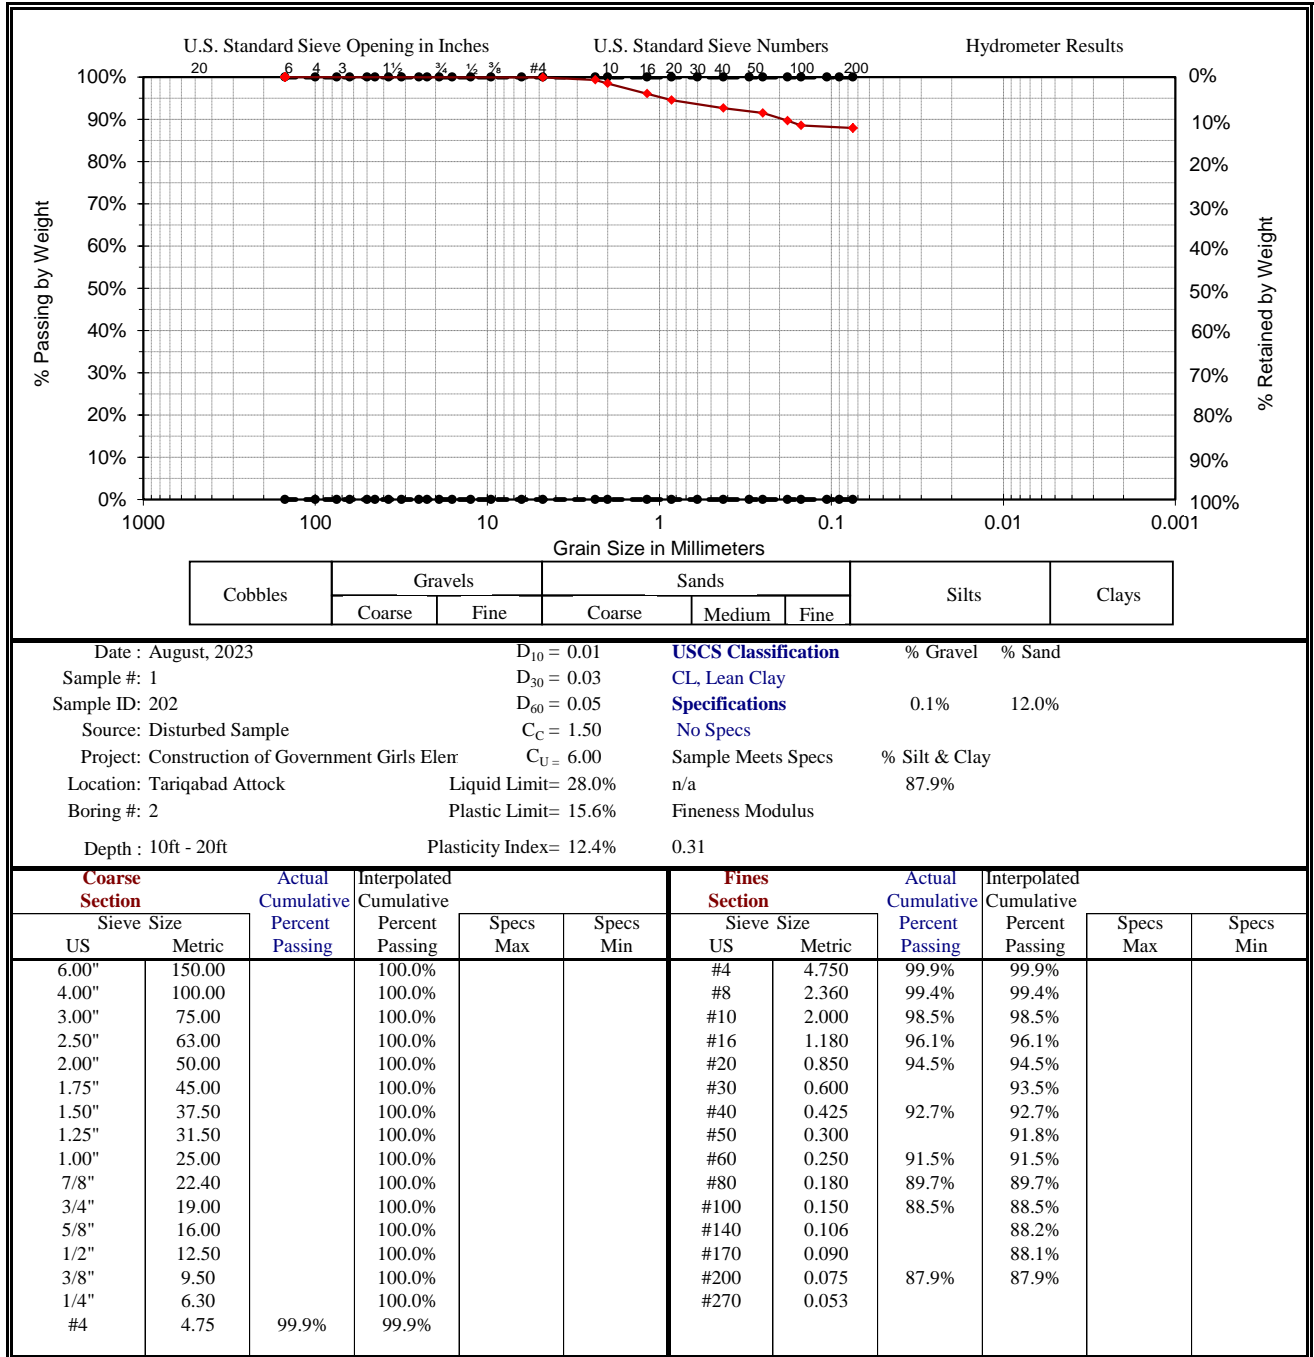 U.S. Standard Sieve Opening in Inches U.S. Standard Sieve Numbers Hydrometer Results
20 6 4 3 1½ ¾ ½ ⅜ #4 10 16 20 30 40 50 100 200
100% 0%
90% 10%
80% 20%
70% 30%
60% 40%
50% 50%
40% 60%
30% 70%
20% 80%
10% 90%
0% 100%
% Passing by Weight
% Retained by Weight
1000 100 10 1 0.1 0.01 0.001
Grain Size in Millimeters
Cobbles Gravels Sands Silts Clays
Coarse Fine Coarse Medium Fine
Date : August, 2023 D10 = 0.01 USCS Classification % Gravel % Sand
Sample #: 1 D30 = 0.03 CL, Lean Clay
Sample ID: 202 D60 = 0.05 Specifications 0.1% 12.0%
Source: Disturbed Sample CC = 1.50 No Specs
Project: Construction of Government Girls Elem CU = 6.00 Sample Meets Specs % Silt & Clay
Location: Tariqabad Attock Liquid Limit= 28.0% n/a 87.9%
Boring #: 2 Plastic Limit= 15.6% Fineness Modulus
Depth : 10ft - 20ft Plasticity Index= 12.4% 0.31
Coarse Actual Interpolated Fines Actual Interpolated
Section Cumulative Cumulative Section Cumulative Cumulative
Sieve Size Percent Percent Specs Specs Sieve Size Percent Percent Specs Specs
US Metric Passing Passing Max Min US Metric Passing Passing Max Min
6.00" 150.00 100.0% #4 4.750 99.9% 99.9%
4.00" 100.00 100.0% #8 2.360 99.4% 99.4%
3.00" 75.00 100.0% #10 2.000 98.5% 98.5%
2.50" 63.00 100.0% #16 1.180 96.1% 96.1%
2.00" 50.00 100.0% #20 0.850 94.5% 94.5%
1.75" 45.00 100.0% #30 0.600 93.5%
1.50" 37.50 100.0% #40 0.425 92.7% 92.7%
1.25" 31.50 100.0% #50 0.300 91.8%
1.00" 25.00 100.0% #60 0.250 91.5% 91.5%
7/8" 22.40 100.0% #80 0.180 89.7% 89.7%
3/4" 19.00 100.0% #100 0.150 88.5% 88.5%
5/8" 16.00 100.0% #140 0.106 88.2%
1/2" 12.50 100.0% #170 0.090 88.1%
3/8" 9.50 100.0% #200 0.075 87.9% 87.9%
1/4" 6.30 100.0% #270 0.053
#4 4.75 99.9% 99.9%